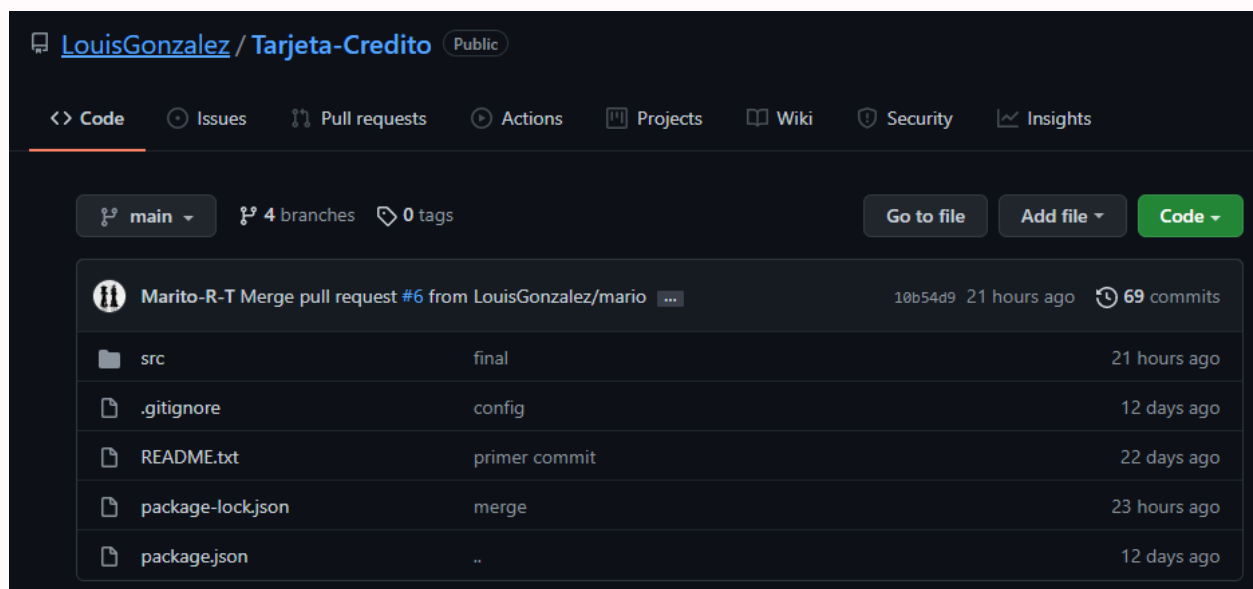 LouisGonzalez / Tarjeta-Credito Public
<> Code Issues Pull requests Actions Projects Wiki Security Insights
main 4 branches 0 tags Go to file Add file Code
Marito-R-T Merge pull request #6 from LouisGonzalez/mario ... 10b54d9 21 hours ago 69 commits
src final 21 hours ago
.gitignore config 12 days ago
README.txt primer commit 22 days ago
package-lock.json merge 23 hours ago
package.json .. 12 days ago